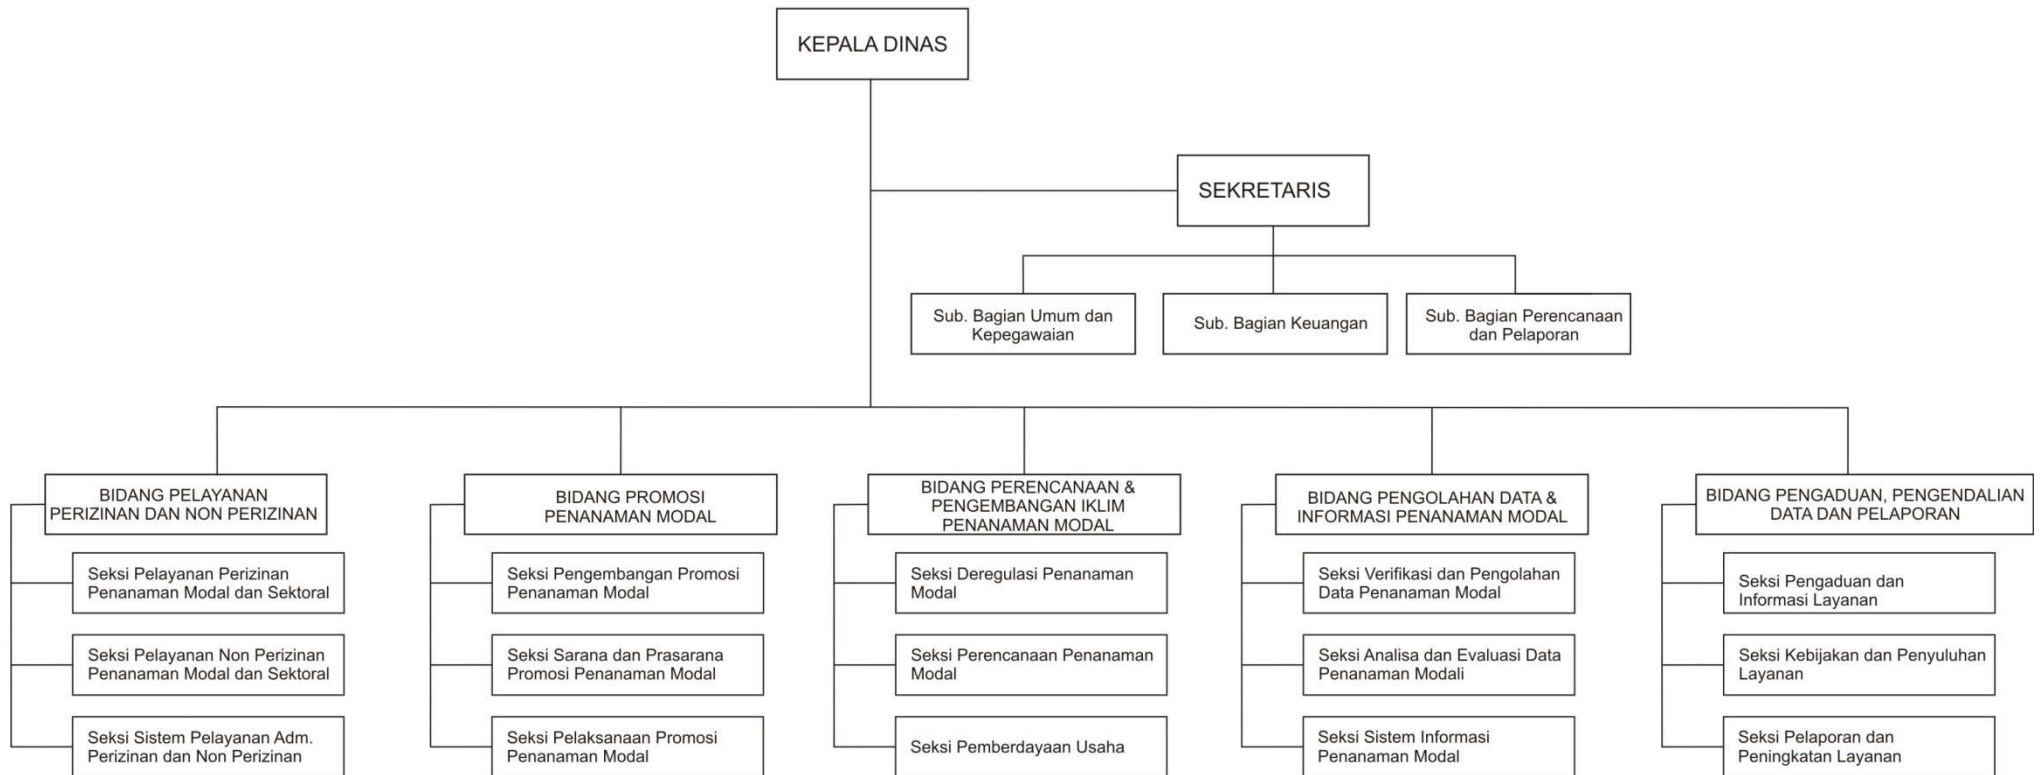 KEPALA DINAS
SEKRETARIS
Sub. Bagian Umum dan
Kepegawaian
Sub. Bagian Keuangan
Sub. Bagian Perencanaan
dan Pelaporan
BIDANG PELAYANAN
PERIZINAN DAN NON PERIZINAN
Seksi Pelayanan Perizinan
Penanaman Modal dan Sektoral
Seksi Pelayanan Non Perizinan
Penanaman Modal dan Sektoral
Seksi Sistem Pelayanan Adm.
Perizinan dan Non Perizinan
BIDANG PROMOSI
PENANAMAN MODAL
Seksi Pengembangan Promosi
Penanaman Modal
Seksi Sarana dan Prasarana
Promosi Penanaman Modal
Seksi Pelaksanaan Promosi
Penanaman Modal
BIDANG PERENCANAAN &
PENGEMBANGAN IKLIM
PENANAMAN MODAL
Seksi Deregulasi Penanaman
Modal
Seksi Perencanaan Penanaman
Modal
Seksi Pemberdayaan Usaha
BIDANG PENGOLAHAN DATA &
INFORMASI PENANAMAN MODAL
Seksi Verifikasi dan Pengolahan
Data Penanaman Modal
Seksi Analisa dan Evaluasi Data
Penanaman Modali
Seksi Sistem Informasi
Penanaman Modal
BIDANG PENGADUAN, PENGENDALIAN
DATA DAN PELAPORAN
Seksi Pengaduan dan
Informasi Layanan
Seksi Kebijakan dan Penyuluhan
Layanan
Seksi Pelaporan dan
Peningkatan Layanan